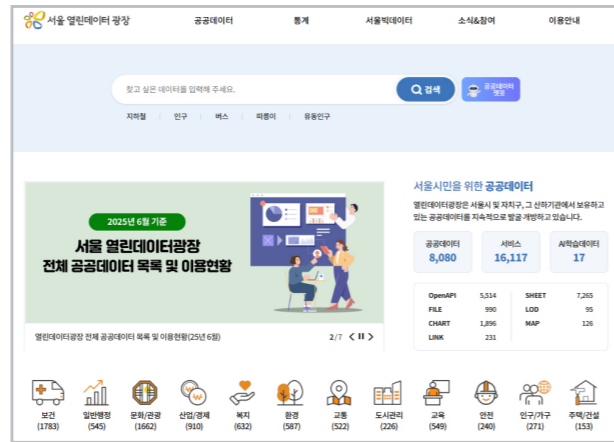 서울 열린데이터 광장
공공데이터 통계 서울빅데이터 소식&참여 이용안내
찾고 싶은 데이터를 입력해 주세요.
검색
공공데이터
챗봇
지하철 인구 버스 따릉이 유동인구
2025년 6월 기준
서울 열린데이터광장
전체 공공데이터 목록 및 이용현황
열린데이터광장 전체 공공데이터 목록 및 이용현황(25년 6월)
2/7
서울시민을 위한 공공데이터
열린데이터광장은 서울시 및 자치구, 그 산하기관에서 보유하고
있는 공공데이터를 지속적으로 발굴·개방하고 있습니다.
공공데이터 서비스 AI학습데이터
8,080 16,117 17
OpenAPI 5,514 SHEET 7,265
FILE 990 LOD 95
CHART 1,896 MAP 126
LINK 231
보건 일반행정 문화/관광 산업/경제 복지 환경 교통 도시관리 교육 안전 인구/가구 주택/건설
(1783) (545) (1662) (910) (632) (587) (522) (226) (549) (240) (271) (153)